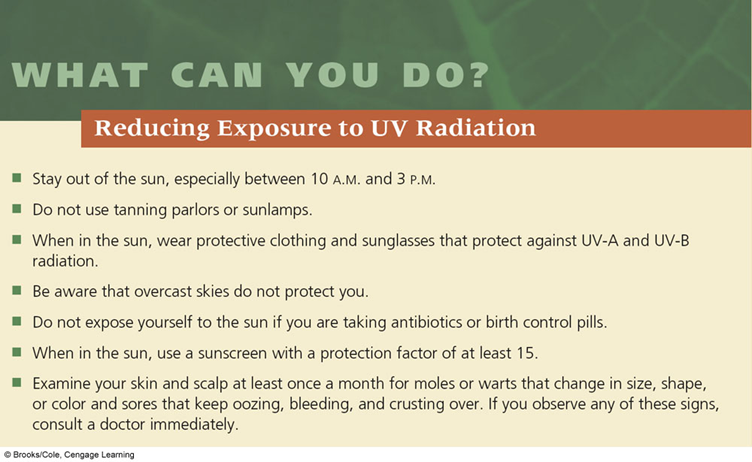 WHAT CAN YOU DO?
Reducing Exposure to UV Radiation
■ Stay out of the sun, especially between 10 A.M. and 3 P.M.
■ Do not use tanning parlors or sunlamps.
■ When in the sun, wear protective clothing and sunglasses that protect against UV-A and UV-B
radiation.
■ Be aware that overcast skies do not protect you.
■ Do not expose yourself to the sun if you are taking antibiotics or birth control pills.
■ When in the sun, use a sunscreen with a protection factor of at least 15.
■ Examine your skin and scalp at least once a month for moles or warts that change in size, shape,
or color and sores that keep oozing, bleeding, and crusting over. If you observe any of these signs,
consult a doctor immediately.
© Brooks/Cole, Cengage Learning